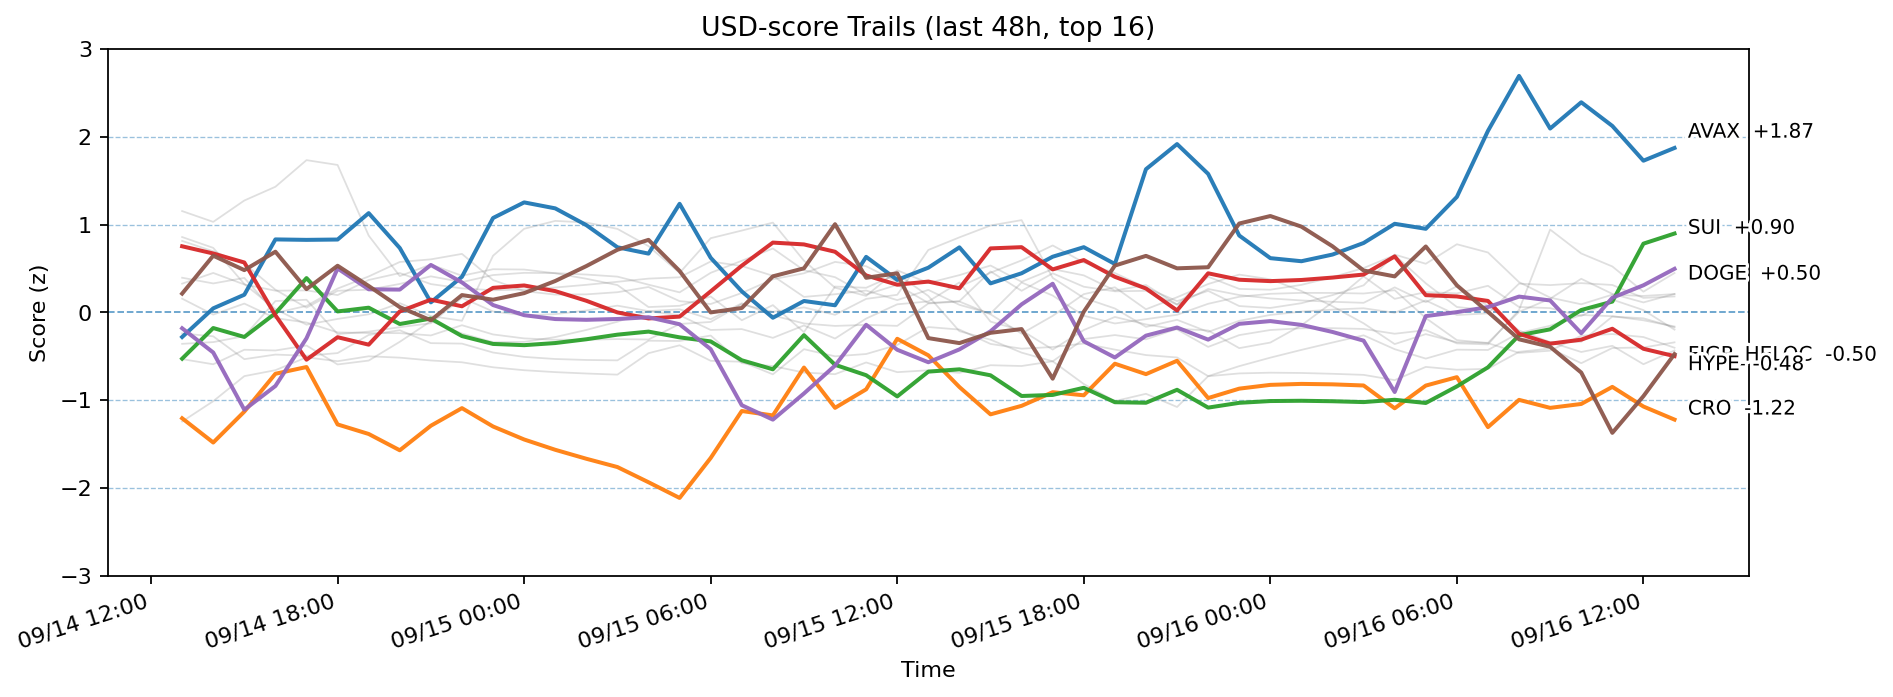 USD-score Trails (last 48h, top 16)
Score (z)
3
2
1
0
−1
−2
−3
AVAX +1.87
SUI +0.90
DOGE +0.50
-0.50
HYPE -0.48
CRO -1.22
09/14 12:00
09/14 18:00
09/15 00:00
09/15 06:00
09/15 12:00
09/15 18:00
09/16 00:00
09/16 06:00
09/16 12:00
Time